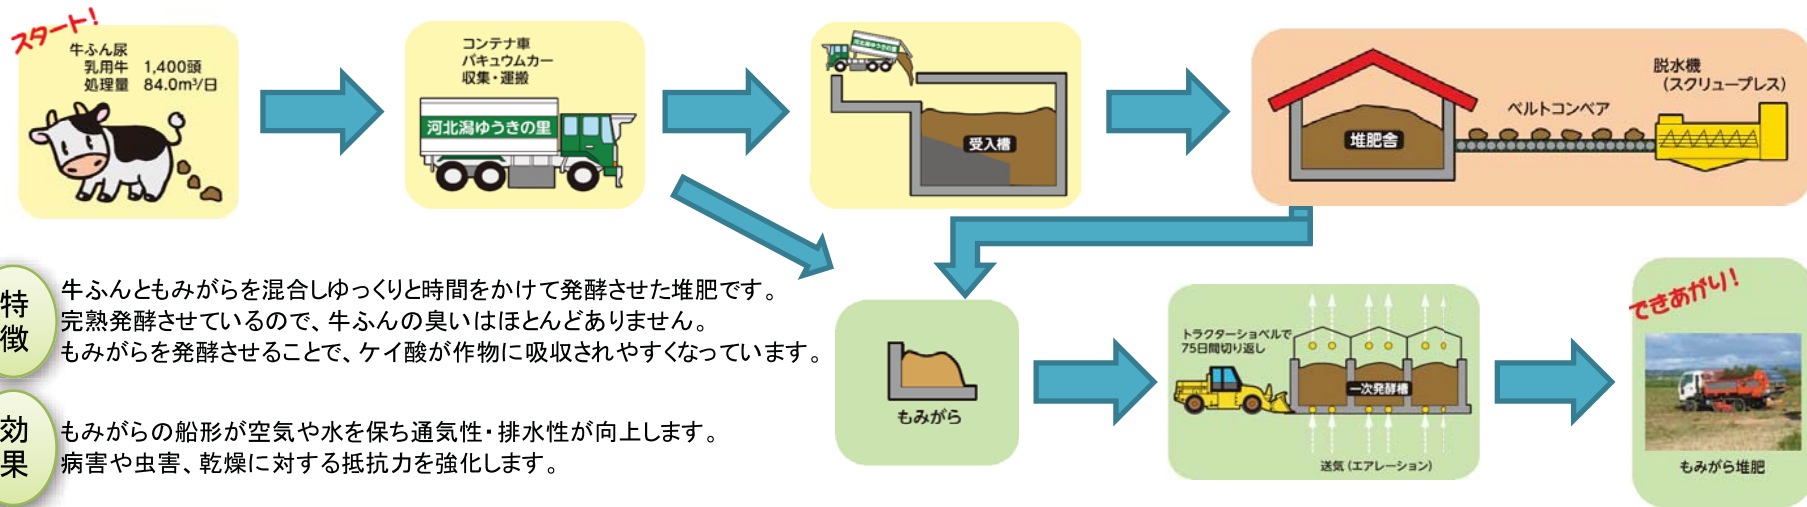 スタート!
牛ふん尿
乳用牛 1,400頭
処理量 84.0m³/日
コンテナ車
バキュウムカー
収集・運搬
河北潟ゆうきの里
河北潟ゆうきの里
受入槽
堆肥舎
ベルトコンベア
脱水機
(スクリュープレス)
特徴
牛ふんともみがらを混合しゆっくりと時間をかけて発酵させた堆肥です。
完熟発酵させているので、牛ふんの臭いはほとんどありません。
もみがらを発酵させることで、ケイ酸が作物に吸収されやすくなっています。
効果
もみがらの船形が空気や水を保ち通気性・排水性が向上します。
病害や虫害、乾燥に対する抵抗力を強化します。
もみがら
トラクターショベルで
75日間切り返し
一次発酵槽
送気(エアレーション)
できあがり!
もみがら堆肥